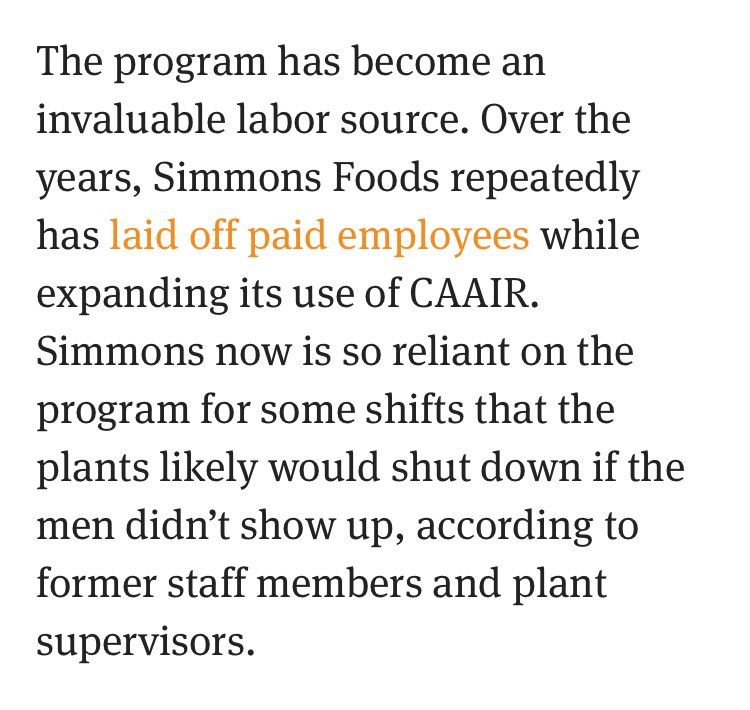 The program has become an
invaluable labor source. Over the
years, Simmons Foods repeatedly
has laid off paid employees while
expanding its use of CAAIR.
Simmons now is so reliant on the
program for some shifts that the
plants likely would shut down if the
men didn’t show up, according to
former staff members and plant
supervisors.